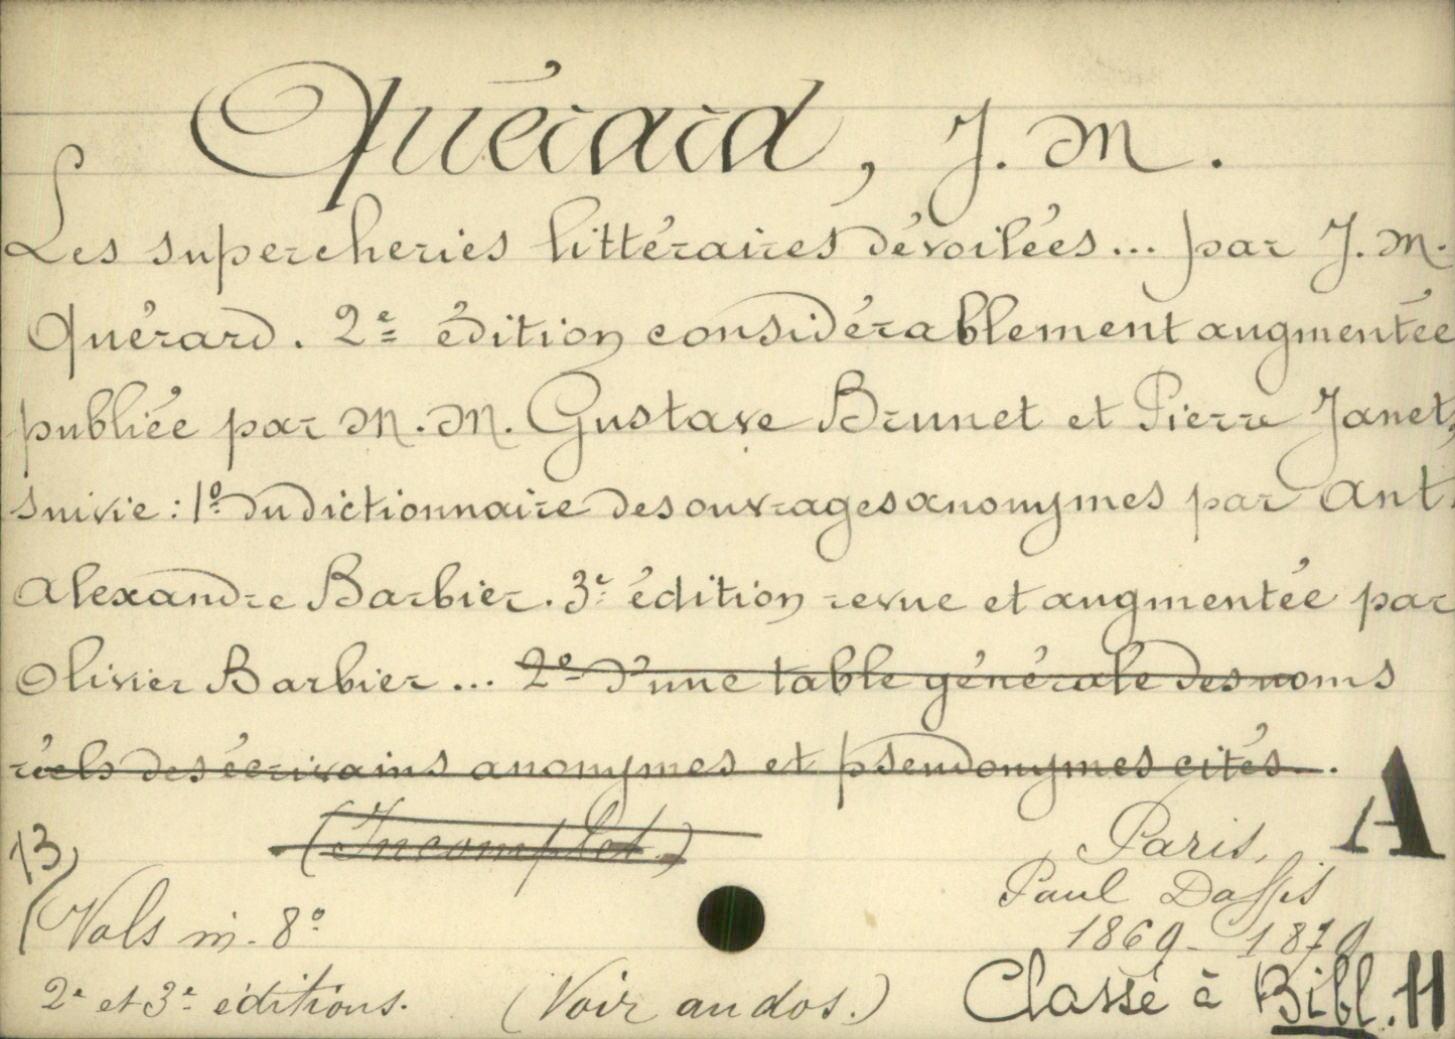 Quérard, J. M.
Les supercheries littéraires dévoilées... par J. M.
Quérard. 2e édition considérablement augmentée
publiée par M. M. Gustave Brunet et Pierre Janet,
suivie : 1º du dictionnaire des ouvrages anonymes par Ant.
Alexandre Barbier. 3e édition revue et augmentée par
Olivier Barbier... 2º d'une table générale des noms
réels des écrivains anonymes et pseudonymes cités..
(Incomplet.)
A
13
Paris,
Paul Daffis
Vols in-8º
1869-1879
2e et 3e éditions. (Voir au dos.) Classé à Bibl. 11